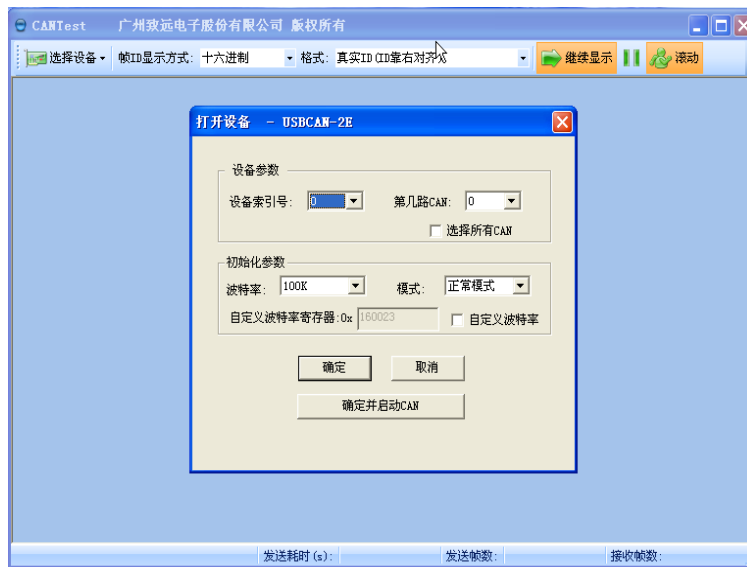 CANTest 广州致远电子股份有限公司 版权所有
选择设备 帧ID显示方式: 十六进制 格式: 真实ID(ID靠右对齐) 继续显示 滚动
打开设备 - USBCAN-2E
设备参数
设备索引号: 0 第几路CAN: 0
选择所有CAN
初始化参数
波特率: 100K 模式: 正常模式
自定义波特率寄存器:0x 160023 自定义波特率
确定 取消
确定并启动CAN
发送耗时(s): 发送帧数: 接收帧数: